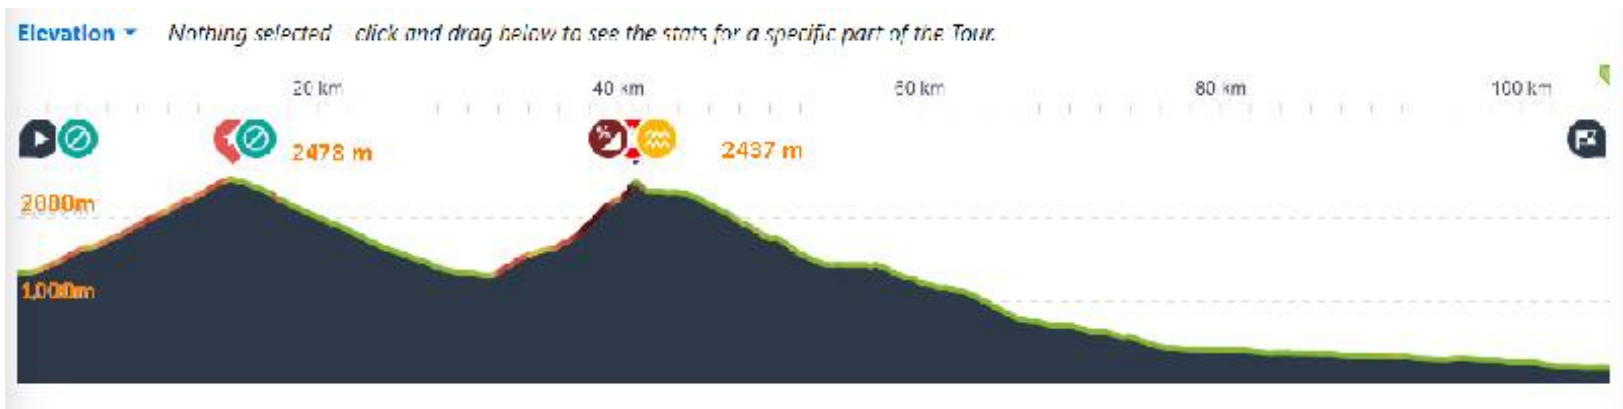 Elevation Nothing selected click and drag below to see the stats for a specific part of the Tour.
20 km 40 km 60 km 80 km 100 km
2478 m 2437 m
2000m
1,000m